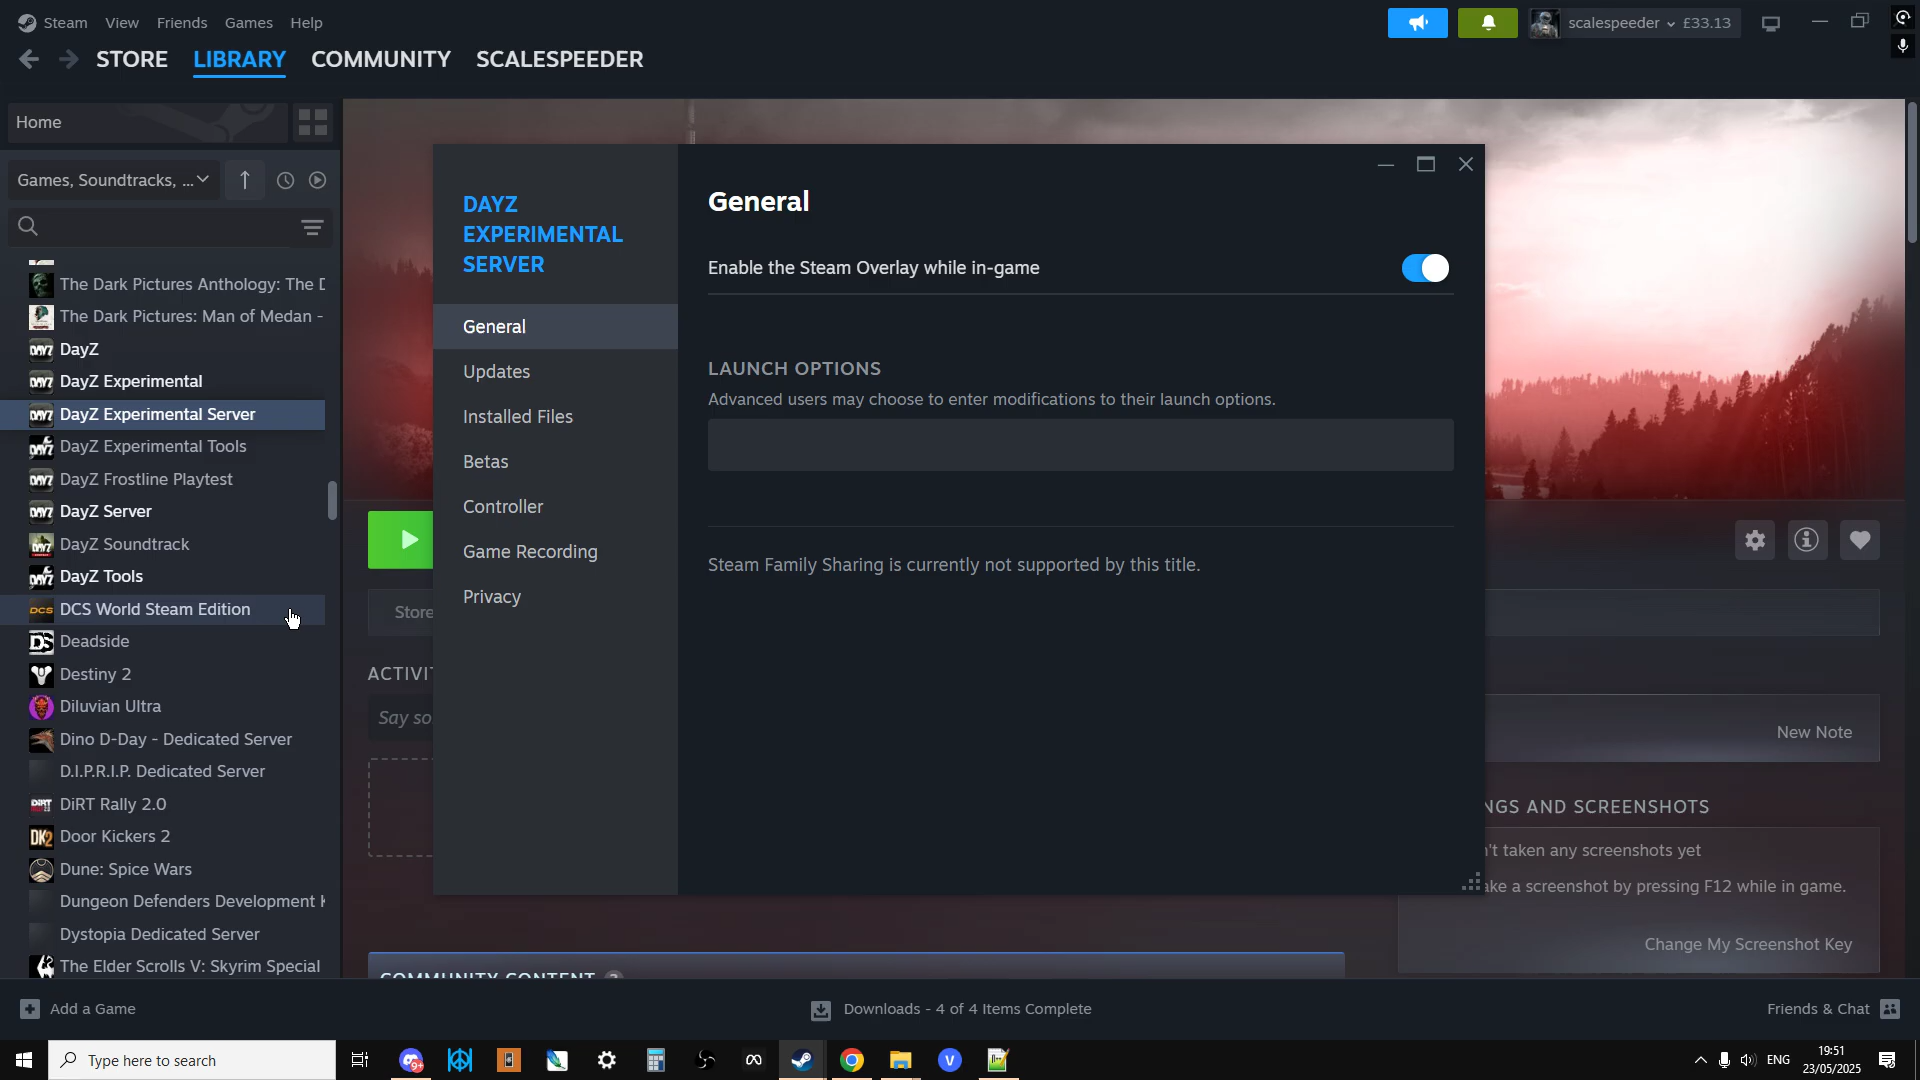 Steam View Friends Games Help
scalespeeder £33.13
STORE LIBRARY COMMUNITY SCALESPEEDER
Home
Games, Soundtracks, ...
The Dark Pictures Anthology: The D
The Dark Pictures: Man of Medan -
DayZ
DayZ Experimental
DayZ Experimental Server
DayZ Experimental Tools
DayZ Frostline Playtest
DayZ Server
DayZ Soundtrack
DayZ Tools
DCS World Steam Edition
Deadside
Destiny 2
Diluvian Ultra
Dino D-Day - Dedicated Server
D.I.P.R.I.P. Dedicated Server
DiRT Rally 2.0
Door Kickers 2
Dune: Spice Wars
Dungeon Defenders Development K
Dystopia Dedicated Server
The Elder Scrolls V: Skyrim Special
DAYZ
EXPERIMENTAL
SERVER
General
Updates
Installed Files
Betas
Controller
Game Recording
Privacy
General
Enable the Steam Overlay while in-game
LAUNCH OPTIONS
Advanced users may choose to enter modifications to their launch options.
Steam Family Sharing is currently not supported by this title.
Store
ACTIVIT
Say so
COMMUNITY CONTENT
New Note
NGS AND SCREENSHOTS
n't taken any screenshots yet
ake a screenshot by pressing F12 while in game.
Change My Screenshot Key
Add a Game
Downloads - 4 of 4 Items Complete
Friends & Chat
Type here to search
ENG
19:51
23/05/2025